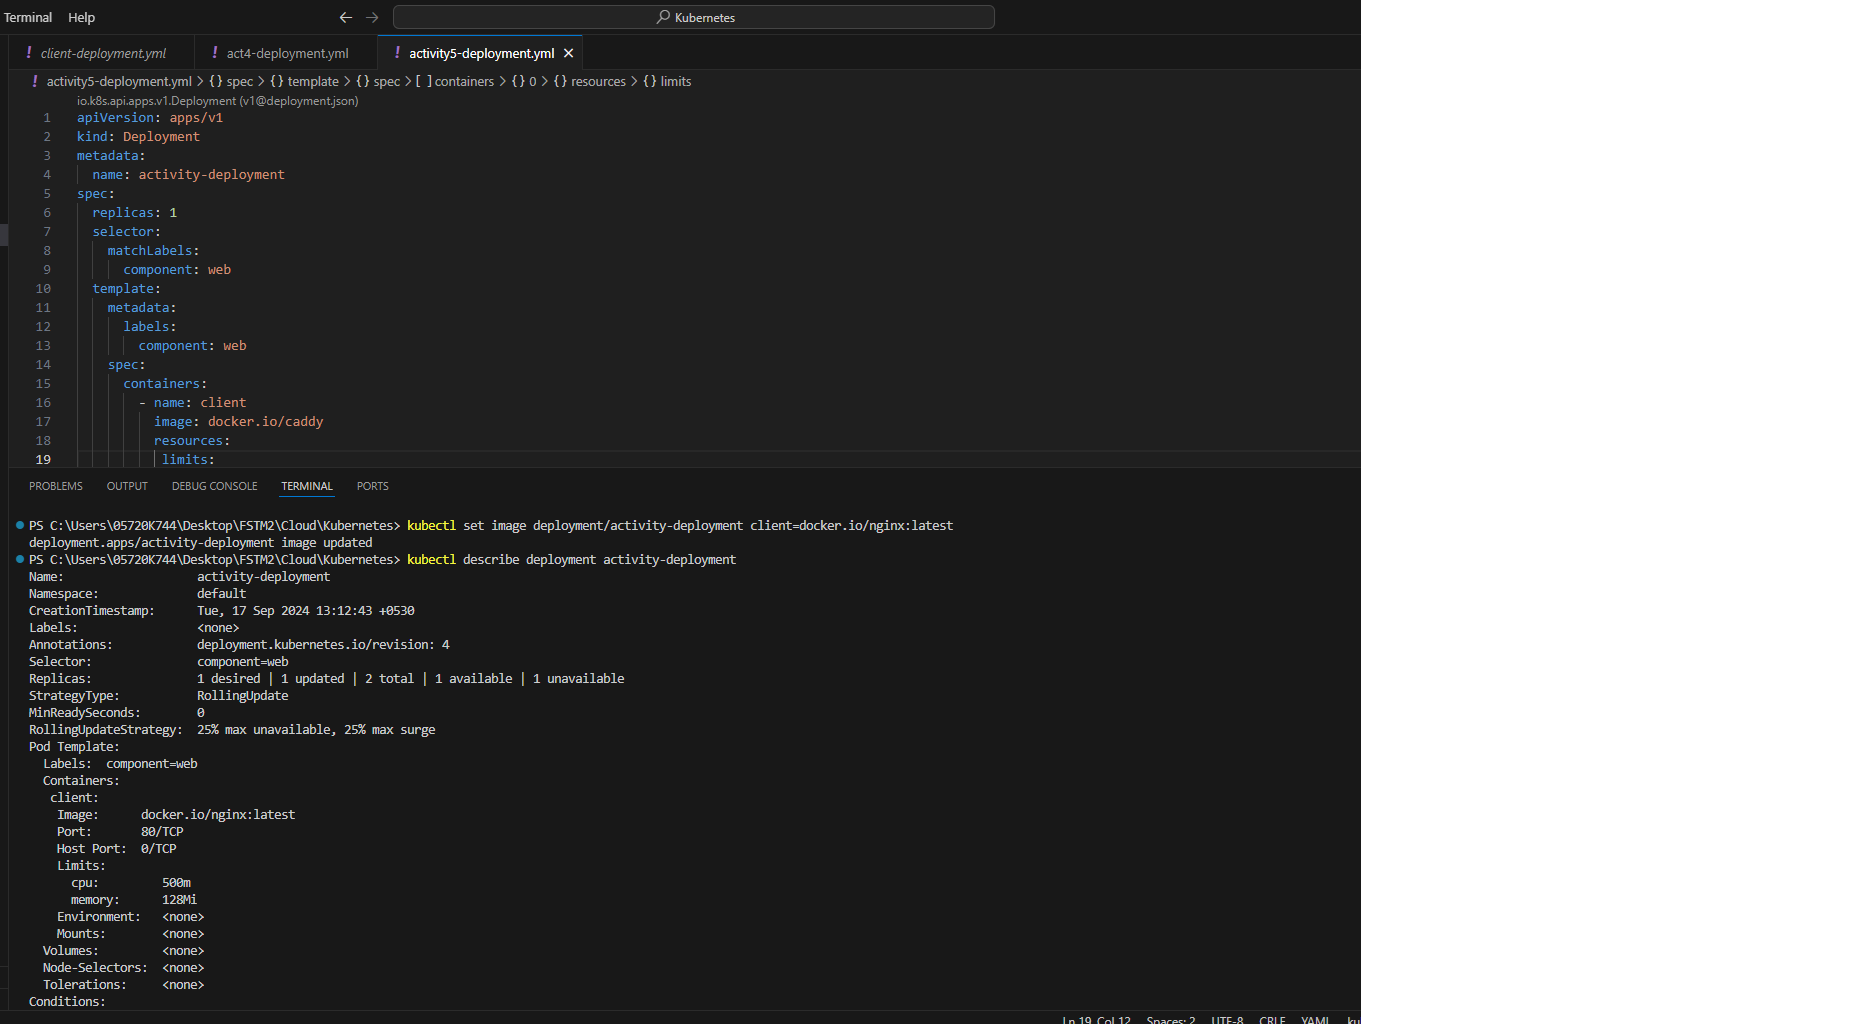 Terminal Help Kubernetes
client-deployment.yml act4-deployment.yml activity5-deployment.yml
activity5-deployment.yml > {} spec > {} template > {} spec > [ ] containers > {} 0 > {} resources > {} limits
io.k8s.api.apps.v1.Deployment (v1@deployment.json)
1 apiVersion: apps/v1
2 kind: Deployment
3 metadata:
4 name: activity-deployment
5 spec:
6 replicas: 1
7 selector:
8 matchLabels:
9 component: web
10 template:
11 metadata:
12 labels:
13 component: web
14 spec:
15 containers:
16 - name: client
17 image: docker.io/caddy
18 resources:
19 limits:
PROBLEMS OUTPUT DEBUG CONSOLE TERMINAL PORTS
PS C:\Users\05720K744\Desktop\FSTM2\Cloud\Kubernetes> kubectl set image deployment/activity-deployment client=docker.io/nginx:latest
deployment.apps/activity-deployment image updated
PS C:\Users\05720K744\Desktop\FSTM2\Cloud\Kubernetes> kubectl describe deployment activity-deployment
Name: activity-deployment
Namespace: default
CreationTimestamp: Tue, 17 Sep 2024 13:12:43 +0530
Labels: <none>
Annotations: deployment.kubernetes.io/revision: 4
Selector: component=web
Replicas: 1 desired | 1 updated | 2 total | 1 available | 1 unavailable
StrategyType: RollingUpdate
MinReadySeconds: 0
RollingUpdateStrategy: 25% max unavailable, 25% max surge
Pod Template:
Labels: component=web
Containers:
client:
Image: docker.io/nginx:latest
Port: 80/TCP
Host Port: 0/TCP
Limits:
cpu: 500m
memory: 128Mi
Environment: <none>
Mounts: <none>
Volumes: <none>
Node-Selectors: <none>
Tolerations: <none>
Conditions:
Ln 19, Col 12 Spaces: 2 UTF-8 CRLF YAML ku